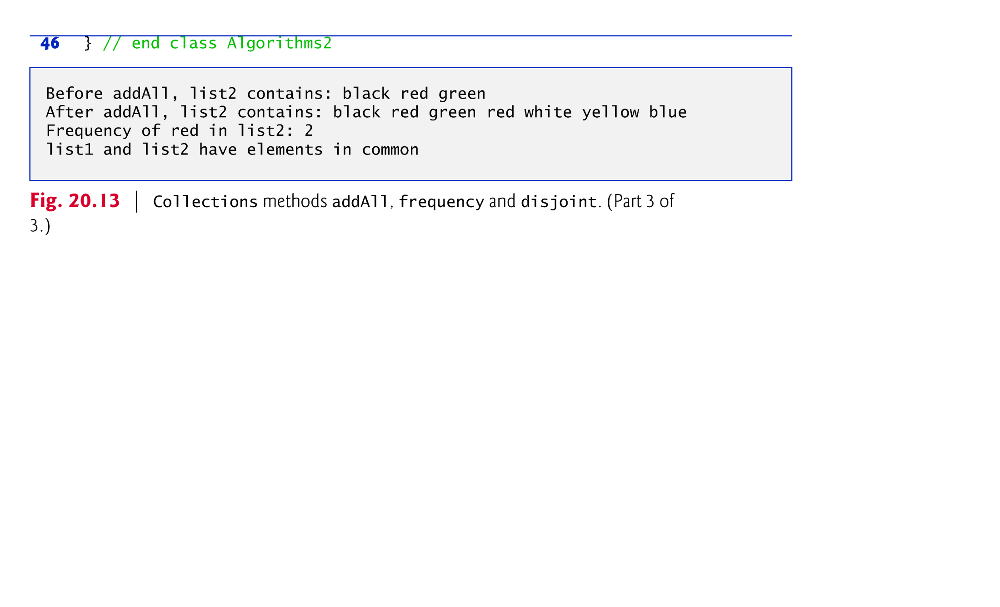 46 } // end class Algorithms2
Before addAll, list2 contains: black red green
After addAll, list2 contains: black red green red white yellow blue
Frequency of red in list2: 2
list1 and list2 have elements in common
Fig. 20.13 | Collections methods addAll, frequency and disjoint. (Part 3 of
3.)